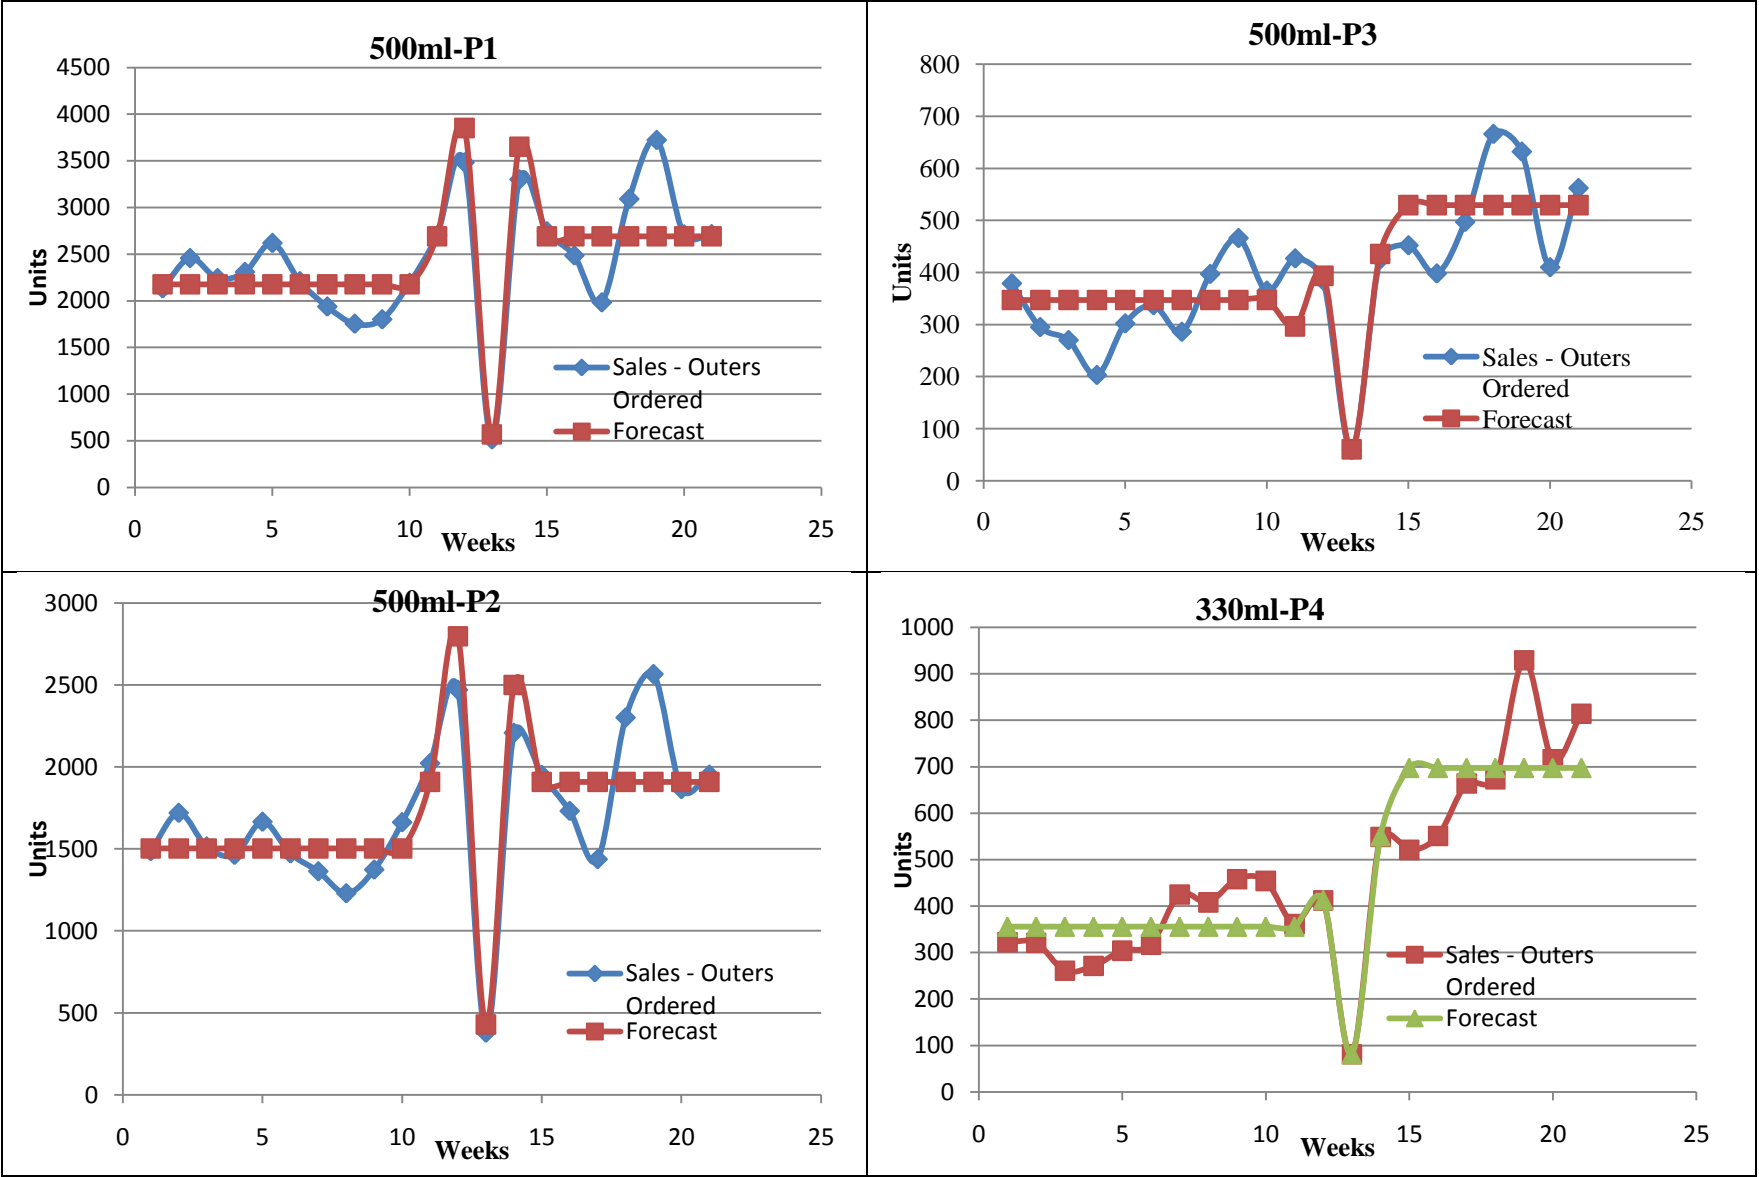 500ml-P1
4500
4000
3500
3000
2500
2000
1500
1000
500
0
Units
Sales - Outers
Ordered
Forecast
0 5 10 15 20 25
Weeks
500ml-P3
800
700
600
500
400
300
200
100
0
Units
Sales - Outers
Ordered
Forecast
0 5 10 15 20 25
Weeks
500ml-P2
3000
2500
2000
1500
1000
500
0
Units
Sales - Outers
Ordered
Forecast
0 5 10 15 20 25
Weeks
330ml-P4
1000
900
800
700
600
500
400
300
200
100
0
Units
Sales - Outers
Ordered
Forecast
0 5 10 15 20 25
Weeks